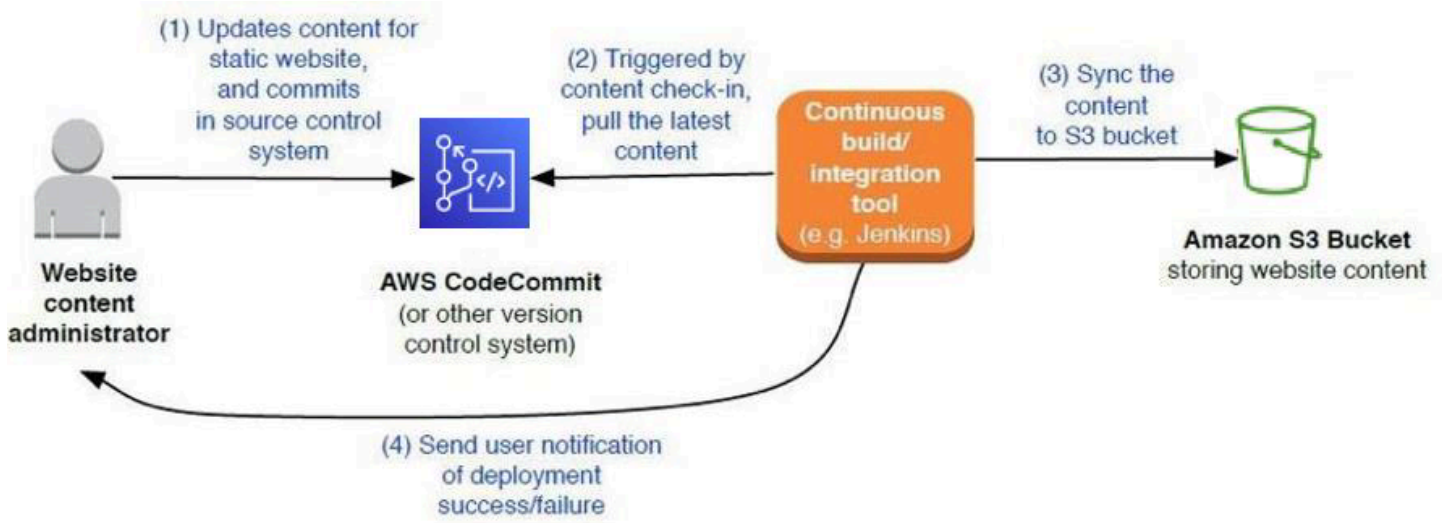 (1) Updates content for
static website,
and commits
in source control
system
(2) Triggered by
content check-in,
pull the latest
content
Continuous
build/
integration
tool
(e.g. Jenkins)
(3) Sync the
content
to S3 bucket
</>
Website
content
administrator
AWS CodeCommit
(or other version
control system)
Amazon S3 Bucket
storing website content
(4) Send user notification
of deployment
success/failure